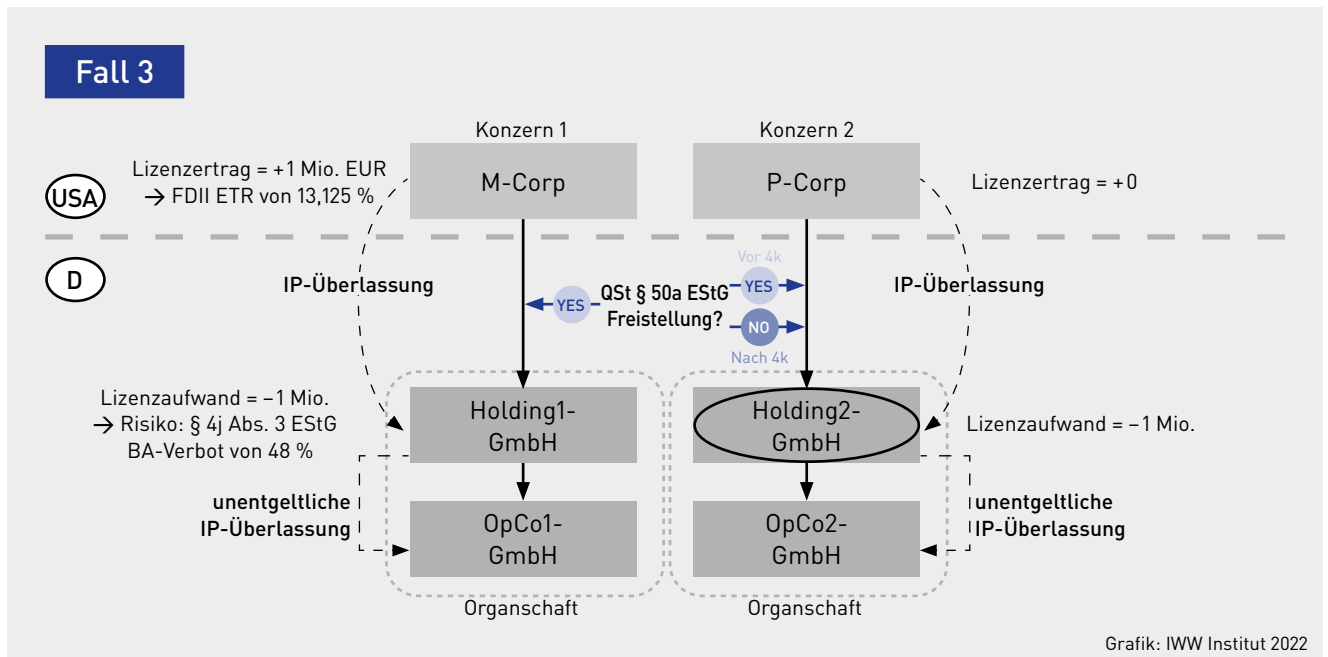 Fall 3
Konzern 1
Konzern 2
Lizenzertrag = +1 Mio. EUR
→ FDII ETR von 13,125 %
M-Corp
P-Corp
Lizenzertrag = +0
USA
D
IP-Überlassung
Vor 4k
YES
QSt § 50a EStG
Freistellung?
YES
NO
Nach 4k
IP-Überlassung
Lizenzaufwand = –1 Mio.
→ Risiko: § 4j Abs. 3 EStG
BA-Verbot von 48 %
Holding1-
GmbH
Holding2-
GmbH
Lizenzaufwand = –1 Mio.
unentgeltliche
IP-Überlassung
OpCo1-
GmbH
OpCo2-
GmbH
unentgeltliche
IP-Überlassung
Organschaft
Organschaft
Grafik: IWW Institut 2022